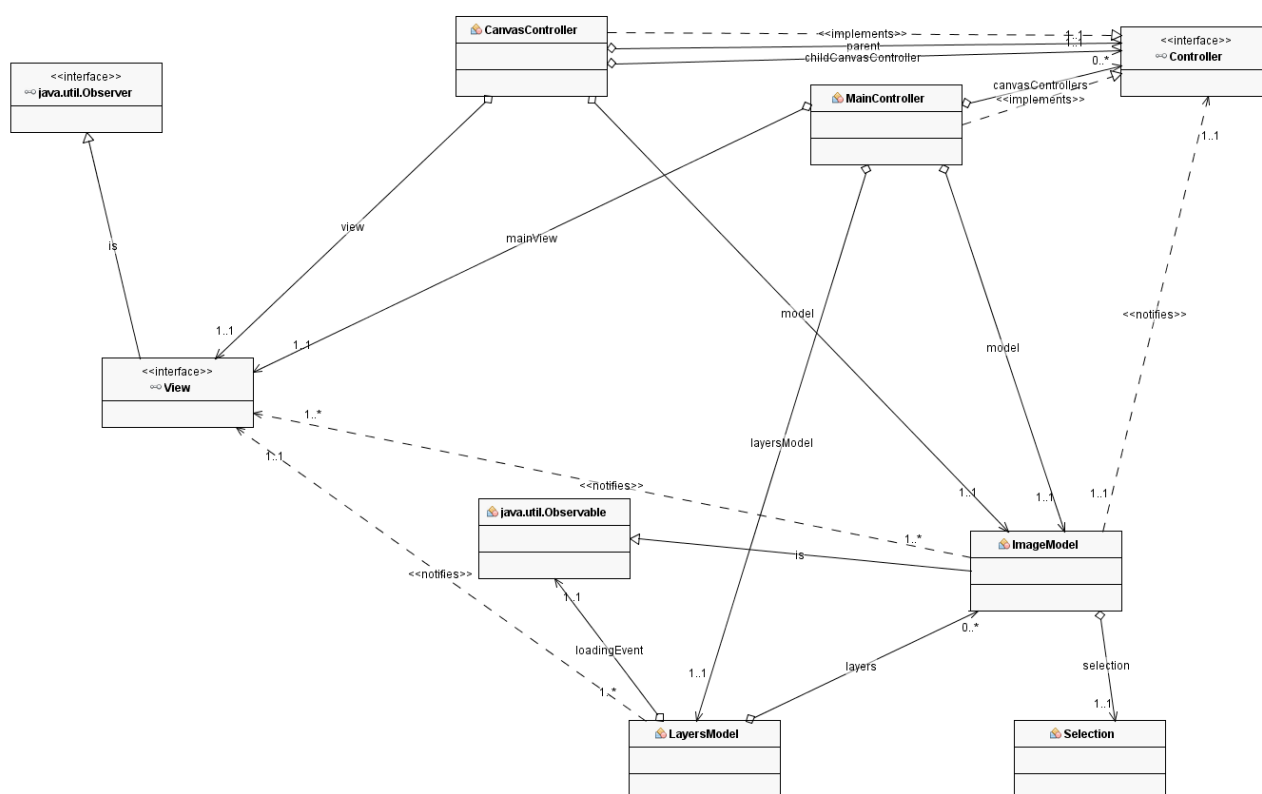 CanvasController
<<implements>>
1..1
parent
1..1
childCanvasController
<<interface>>
Controller
0..*
<<interface>>
java.util.Observer
MainController
canvasControllers
<<implements>>
1..1
view
mainView
is
model
<<notifies>>
1..1
1..1
model
<<interface>>
View
1..*
layersModel
1..1
<<notifies>>
1..1
1..1
1..1
java.util.Observable
1..*
ImageModel
is
<<notifies>>
1..1
0..*
loadingEvent
layers
selection
1..1
1..*
1..1
LayersModel
Selection